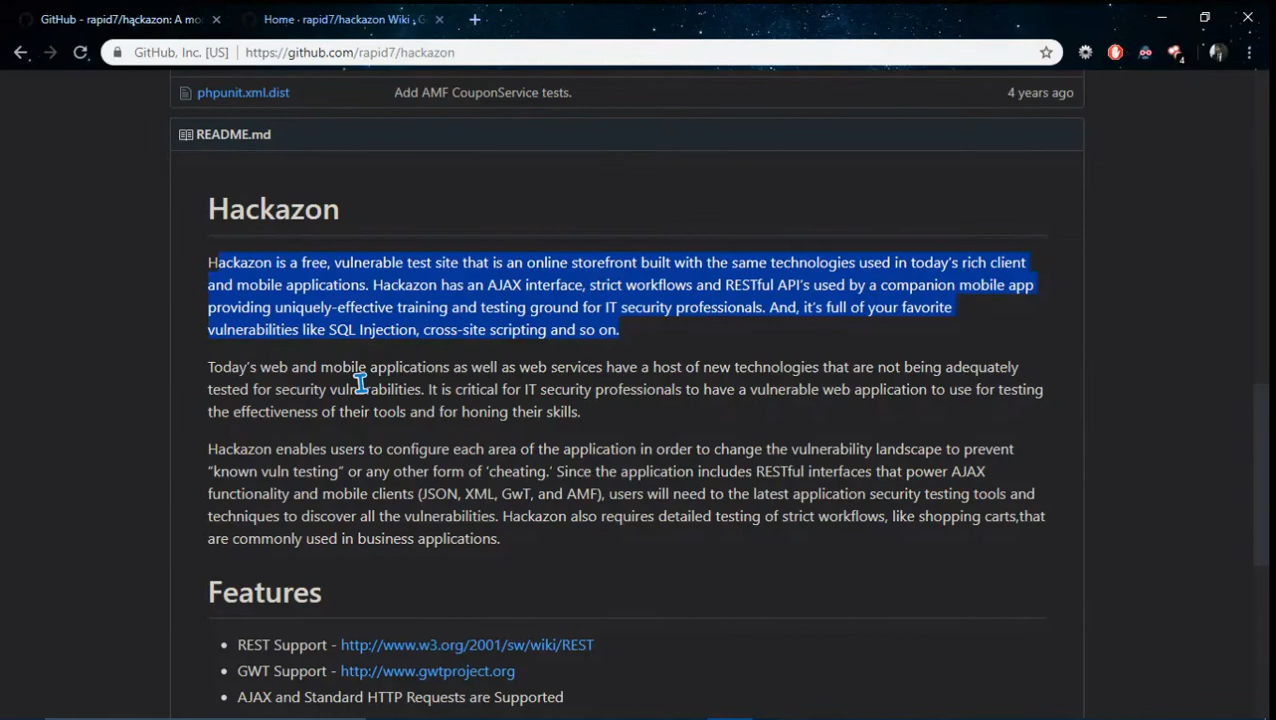 GitHub - rapid7/hackazon: A mo
Home · rapid7/hackazon Wiki · G
GitHub, Inc. [US]
https://github.com/rapid7/hackazon
4
phpunit.xml.dist
Add AMF CouponService tests.
4 years ago
README.md
Hackazon
Hackazon is a free, vulnerable test site that is an online storefront built with the same technologies used in today's rich client
and mobile applications. Hackazon has an AJAX interface, strict workflows and RESTful API's used by a companion mobile app
providing uniquely-effective training and testing ground for IT security professionals. And, it's full of your favorite
vulnerabilities like SQL Injection, cross-site scripting and so on.
Today's web and mobile applications as well as web services have a host of new technologies that are not being adequately
tested for security vulnerabilities. It is critical for IT security professionals to have a vulnerable web application to use for testing
the effectiveness of their tools and for honing their skills.
Hackazon enables users to configure each area of the application in order to change the vulnerability landscape to prevent
"known vuln testing" or any other form of 'cheating.' Since the application includes RESTful interfaces that power AJAX
functionality and mobile clients (JSON, XML, GwT, and AMF), users will need to the latest application security testing tools and
techniques to discover all the vulnerabilities. Hackazon also requires detailed testing of strict workflows, like shopping carts,that
are commonly used in business applications.
Features
REST Support - http://www.w3.org/2001/sw/wiki/REST
GWT Support - http://www.gwtproject.org
AJAX and Standard HTTP Requests are Supported